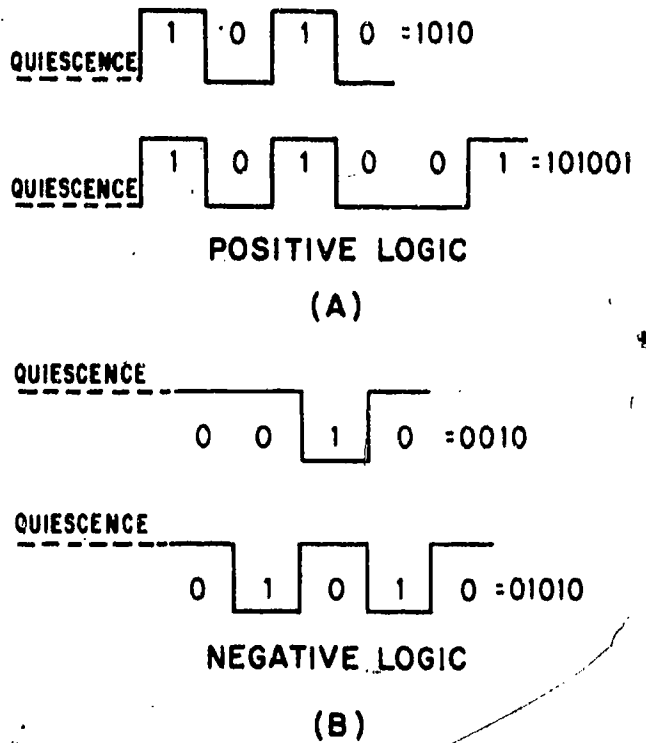 1 0 1 0 =1010
QUIESCENCE
1 0 1 0 0 1 =101001
QUIESCENCE
POSITIVE LOGIC
(A)
QUIESCENCE
0 0 1 0 =0010
QUIESCENCE
0 1 0 1 0 =01010
NEGATIVE LOGIC
(B)